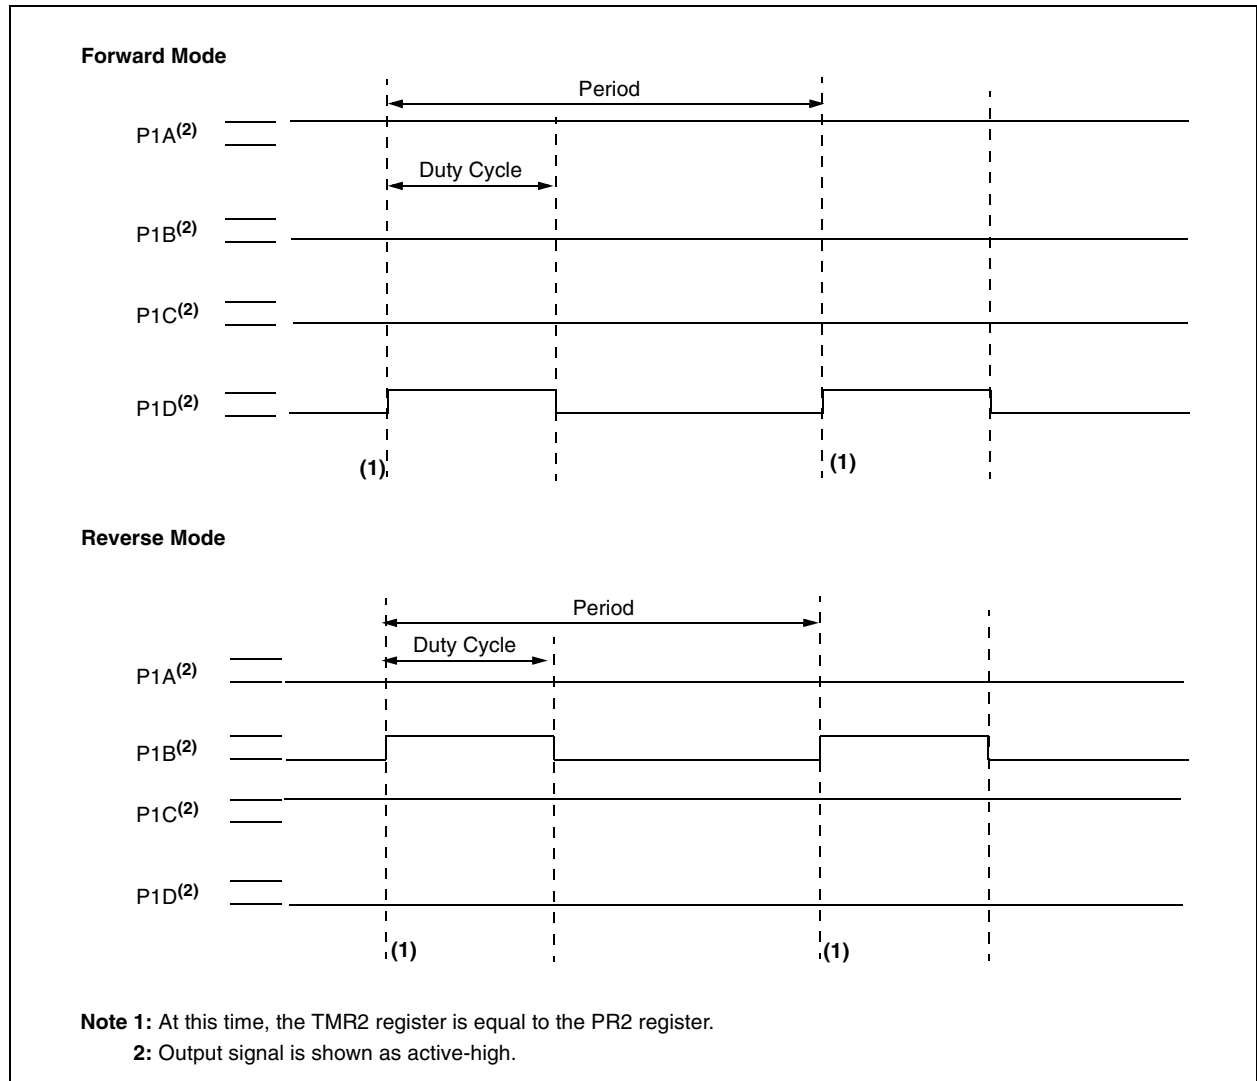 Forward Mode
Period
P1A(2)
Duty Cycle
P1B(2)
P1C(2)
P1D(2)
(1)
(1)
Reverse Mode
Period
Duty Cycle
P1A(2)
P1B(2)
P1C(2)
P1D(2)
(1)
(1)
Note 1: At this time, the TMR2 register is equal to the PR2 register.
2: Output signal is shown as active-high.